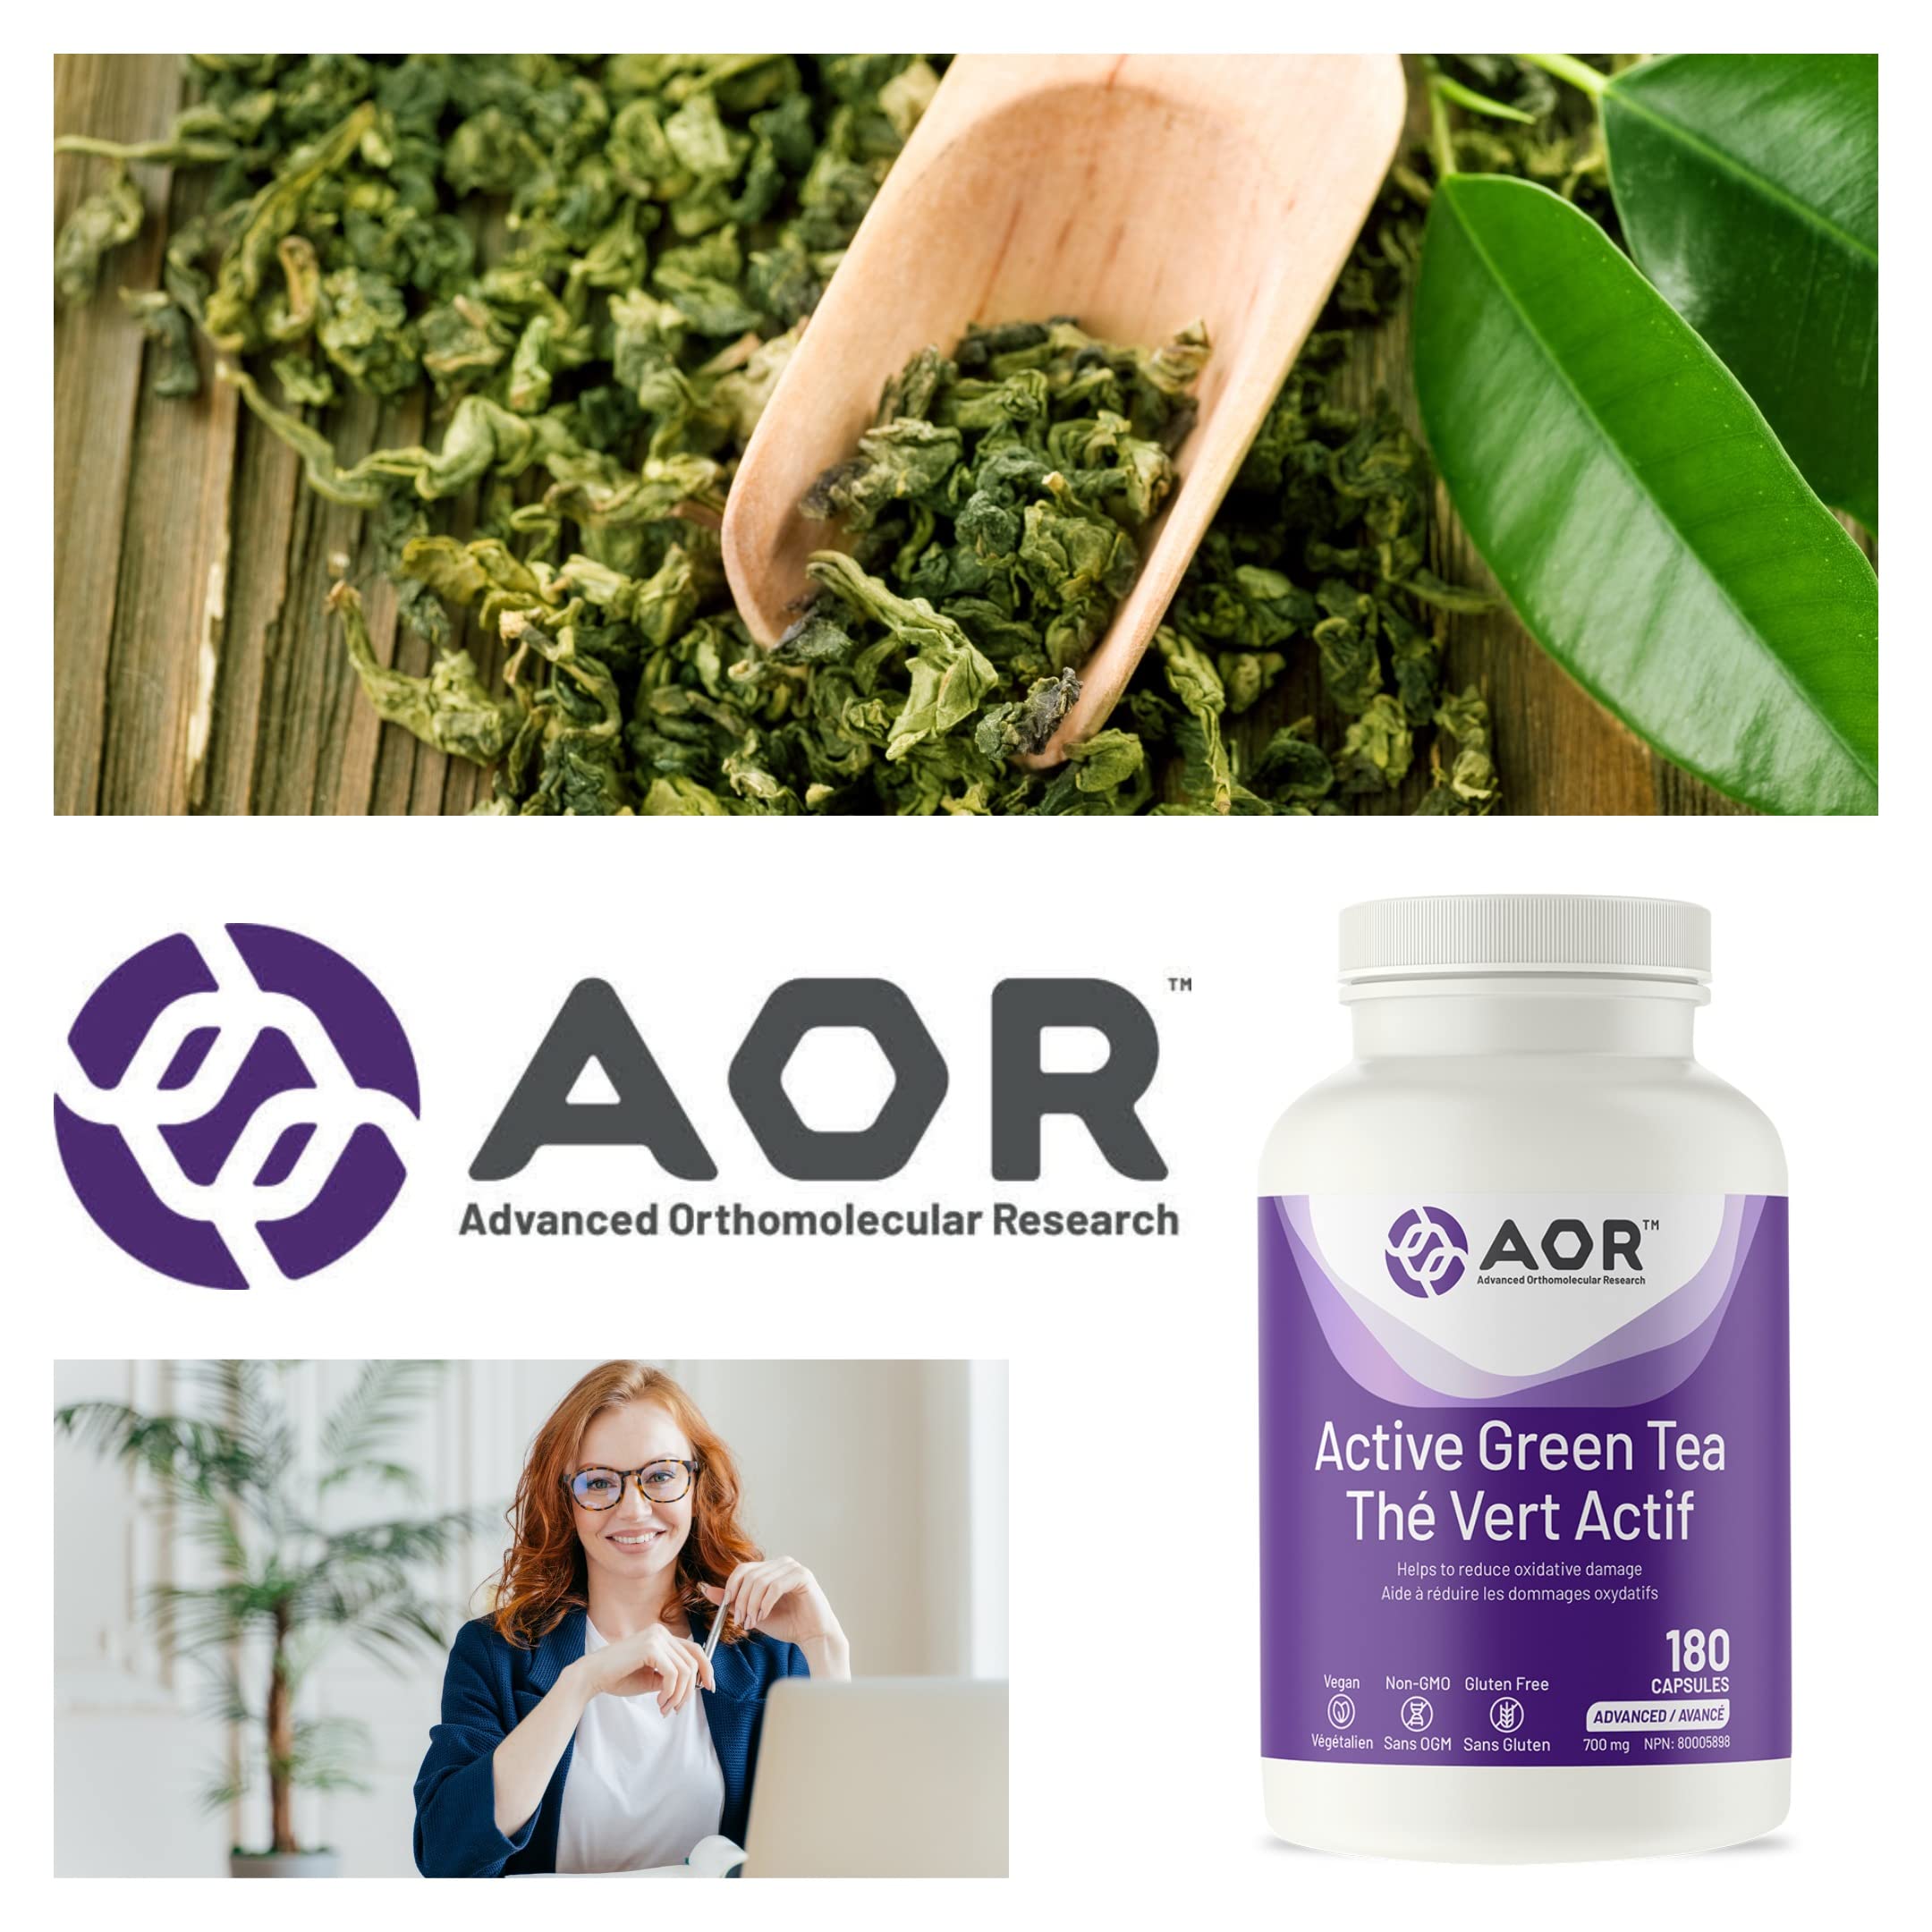 AOR™
Advanced Orthomolecular Research
AOR™
Advanced Orthomolecular Research
Active Green Tea
Thé Vert Actif
Helps to reduce oxidative damage
Aide à réduire les dommages oxydatifs
180
CAPSULES
Vegan Non-GMO Gluten Free
ADVANCED / AVANCÉ
Végétalien Sans OGM Sans Gluten
700 mg NPN: 80005898